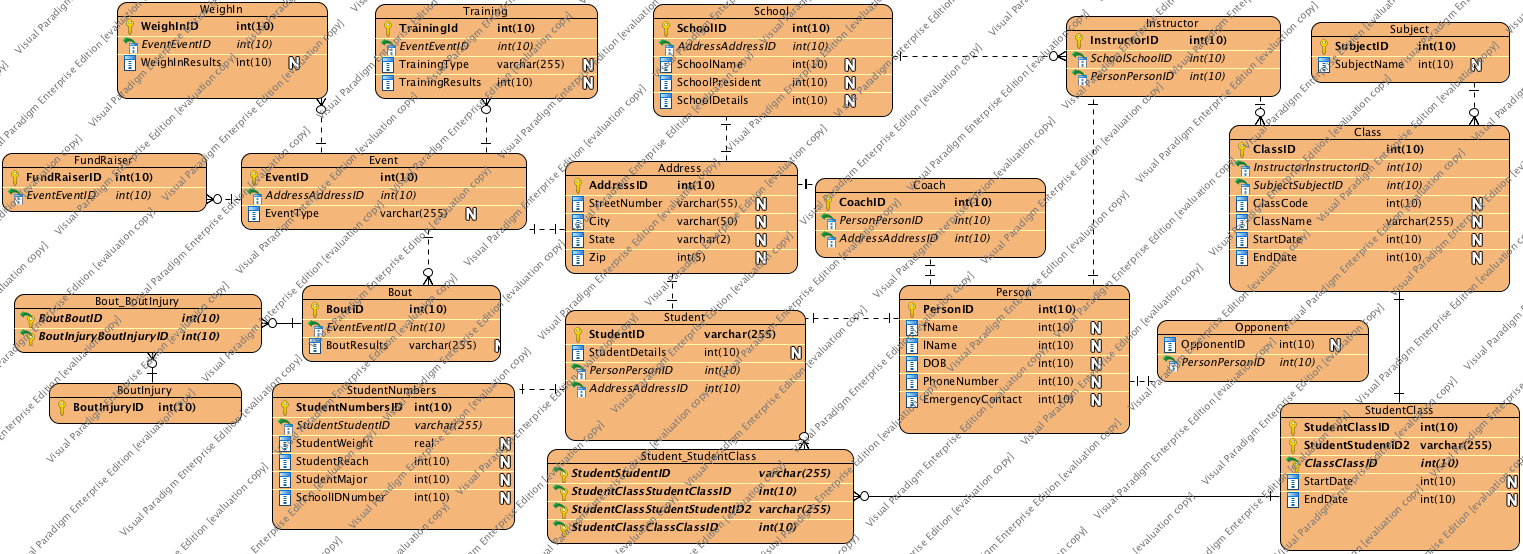 WeighIn
WeighInID int(10)
EventEventID int(10)
WeighInResults int(10) N
Training
TrainingId int(10)
EventEventID int(10)
TrainingType varchar(255) N
TrainingResults int(10) N
School
SchoolID int(10)
AddressAddressID int(10)
SchoolName int(10) N
SchoolPresident int(10) N
SchoolDetails int(10) N
Instructor
InstructorID int(10)
SchoolSchoolID int(10)
PersonPersonID int(10)
Subject
SubjectID int(10)
SubjectName int(10) N
FundRaiser
FundRaiserID int(10)
EventEventID int(10)
Event
EventID int(10)
AddressAddressID int(10)
EventType varchar(255) N
Address
AddressID int(10)
StreetNumber varchar(55) N
City varchar(50) N
State varchar(2) N
Zip int(5) N
Coach
CoachID int(10)
PersonPersonID int(10)
AddressAddressID int(10)
Class
ClassID int(10)
InstructorInstructorID int(10)
SubjectSubjectID int(10)
ClassCode int(10) N
ClassName varchar(255) N
StartDate int(10) N
EndDate int(10) N
Bout_BoutInjury
BoutBoutID int(10)
BoutInjuryBoutInjuryID int(10)
Bout
BoutID int(10)
EventEventID int(10)
BoutResults varchar(255) N
Student
StudentID varchar(255)
StudentDetails int(10) N
PersonPersonID int(10)
AddressAddressID int(10)
Person
PersonID int(10)
fName int(10) N
lName int(10) N
DOB int(10) N
PhoneNumber int(10) N
EmergencyContact int(10) N
Opponent
OpponentID int(10) N
PersonPersonID int(10)
BoutInjury
BoutInjuryID int(10)
StudentNumbers
StudentNumbersID int(10)
StudentStudentID varchar(255)
StudentWeight real N
StudentReach int(10) N
StudentMajor int(10) N
SchoolIDNumber int(10) N
Student_StudentClass
StudentStudentID varchar(255)
StudentClassStudentClassID int(10)
StudentClassStudentStudentID2 varchar(255)
StudentClassClassClassID int(10)
StudentClass
StudentClassID int(10)
StudentStudentID2 varchar(255)
ClassClassID int(10)
StartDate int(10) N
EndDate int(10) N
Visual Paradigm Enterprise Edition [evaluation copy]